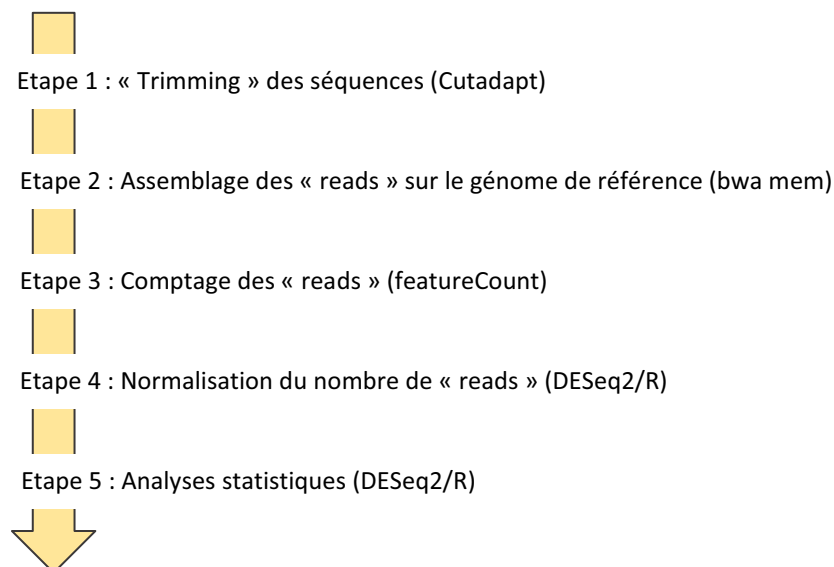 Etape 1 : « Trimming » des séquences (Cutadapt)
Etape 2 : Assemblage des « reads » sur le génome de référence (bwa mem)
Etape 3 : Comptage des « reads » (featureCount)
Etape 4 : Normalisation du nombre de « reads » (DESeq2/R)
Etape 5 : Analyses statistiques (DESeq2/R)